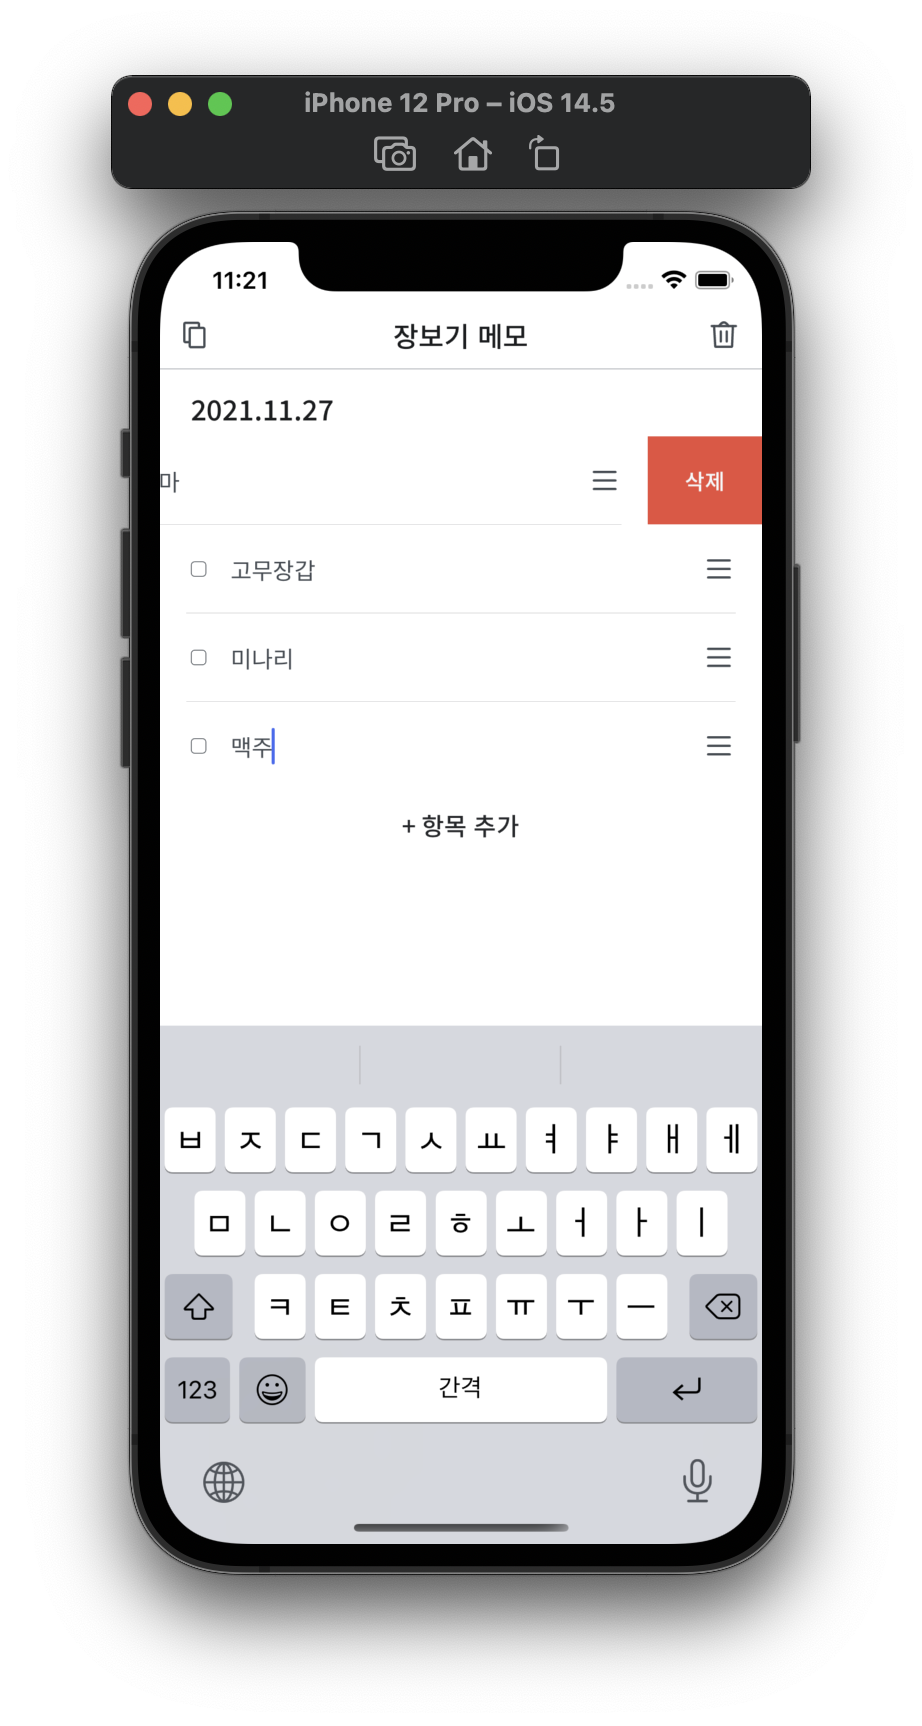 iPhone 12 Pro – iOS 14.5
11:21
장보기 메모
2021.11.27
마
삭제
고무장갑
미나리
맥주
+ 항목 추가
ㅂ ㅈ ㄷ ㄱ ㅅ ㅛ ㅕ ㅑ ㅐ ㅔ
ㅁ ㄴ ㅇ ㄹ ㅎ ㅗ ㅓ ㅏ ㅣ
ㅋ ㅌ ㅊ ㅍ ㅠ ㅜ ㅡ
123 간격